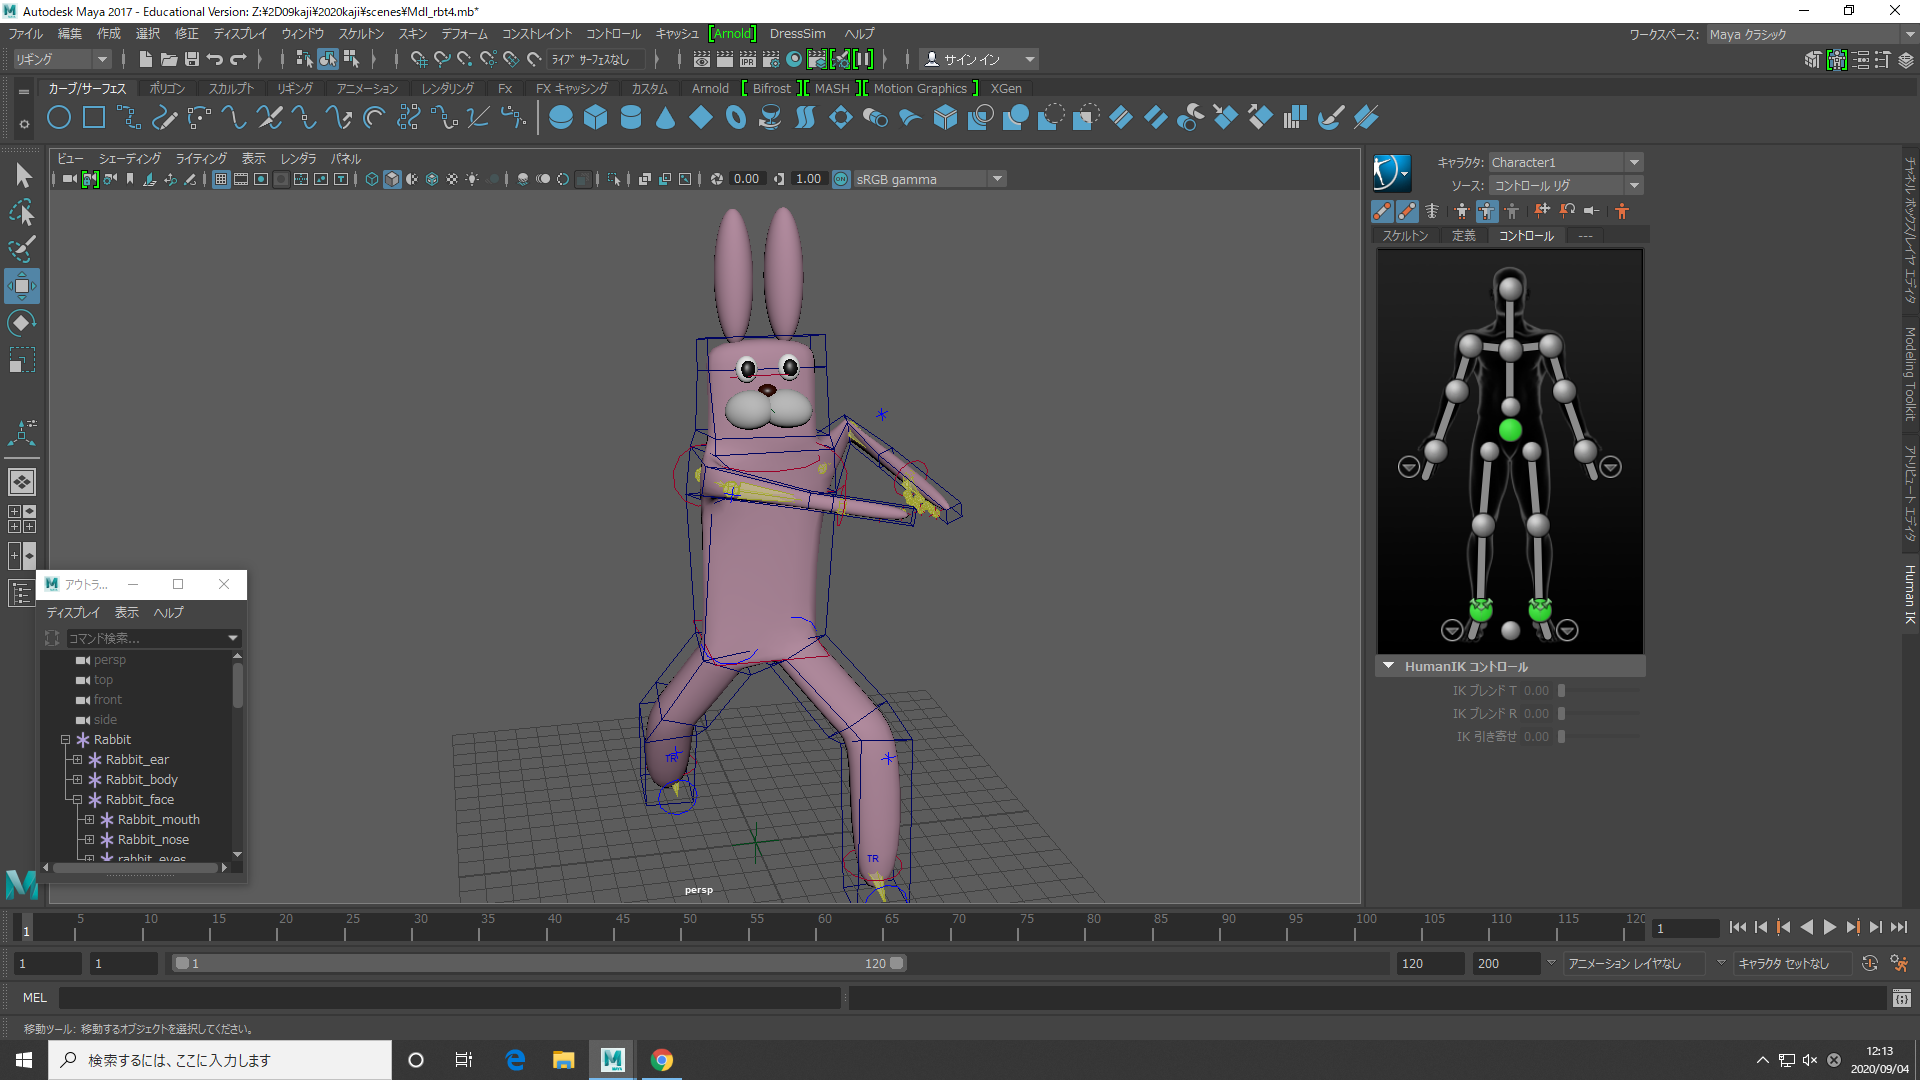 Autodesk Maya 2017 - Educational Version: Z:¥2D09kaji¥2020kaji¥scenes¥Mdl_rbt4.mb*
ファイル 編集 作成 選択 修正 ディスプレイ ウィンドウ スケルトン スキン デフォーム コンストレイント コントロール キャッシュ [Arnold] DressSim ヘルプ
ワークスペース: Maya クラシック
リギング
ライブ サーフェスなし
サイン イン
カーブ/サーフェス ポリゴン スカルプト リギング アニメーション レンダリング Fx FX キャッシング カスタム Arnold [ Bifrost ][ MASH ][ Motion Graphics ] XGen
ビュー シェーディング ライティング 表示 レンダラ パネル
0.00 1.00 ON sRGB gamma
キャラクタ: Character1
ソース: コントロール リグ
スケルトン 定義 コントロール ---
チャネル ボックス/レイヤ エディタ
Modeling Toolkit
アトリビュート エディタ
Human IK
HumanIK コントロール
IK ブレンド T 0.00
IK ブレンド R 0.00
IK 引き寄せ 0.00
アウトラ...
ディスプレイ 表示 ヘルプ
コマンド検索...
persp
top
front
side
Rabbit
Rabbit_ear
Rabbit_body
Rabbit_face
Rabbit_mouth
Rabbit_nose
rabbit_eyes
TR
TR
persp
1 5 10 15 20 25 30 35 40 45 50 55 60 65 70 75 80 85 90 95 100 105 110 115 120
1
1 1 1 120 120 200 アニメーション レイヤなし キャラクタ セットなし
MEL
移動ツール: 移動するオブジェクトを選択してください。
検索するには、ここに入力します
12:13
2020/09/04